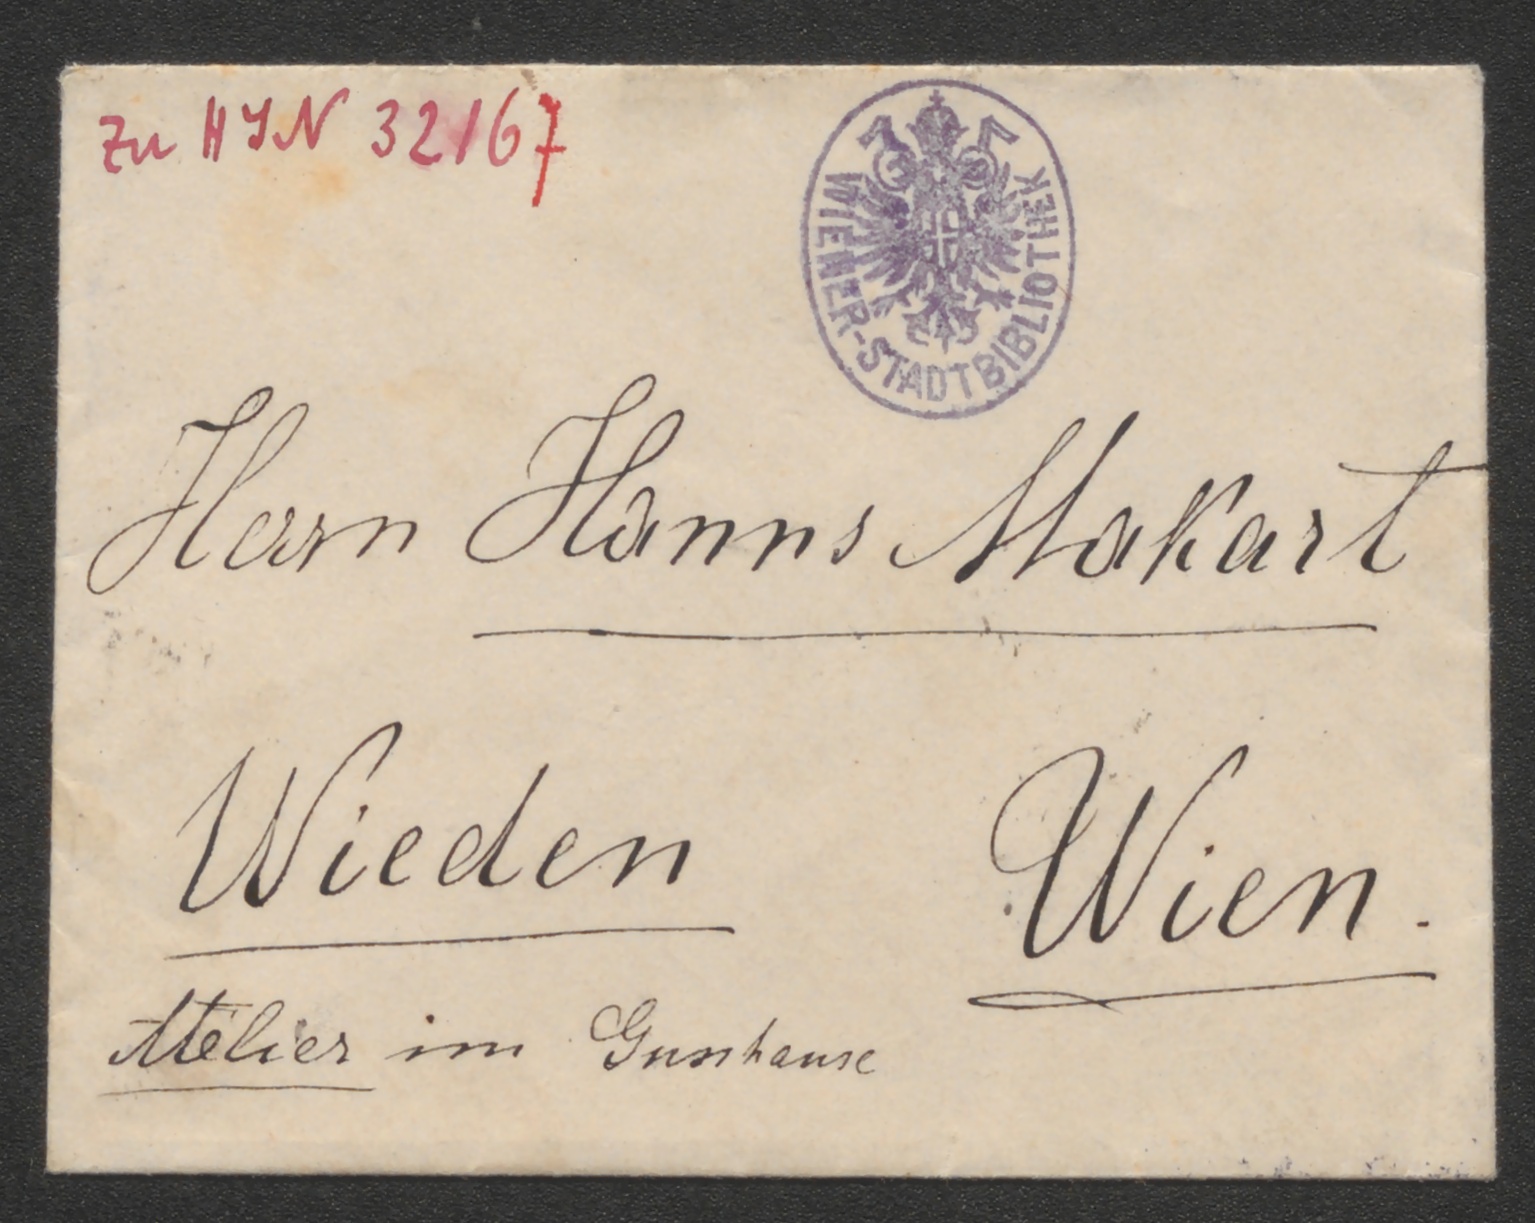 Zu HIN 32167
WIENER-STADTBIBLIOTHEK
Herrn Hanns Makart
Wieden Wien.
Atelier im Gusshause